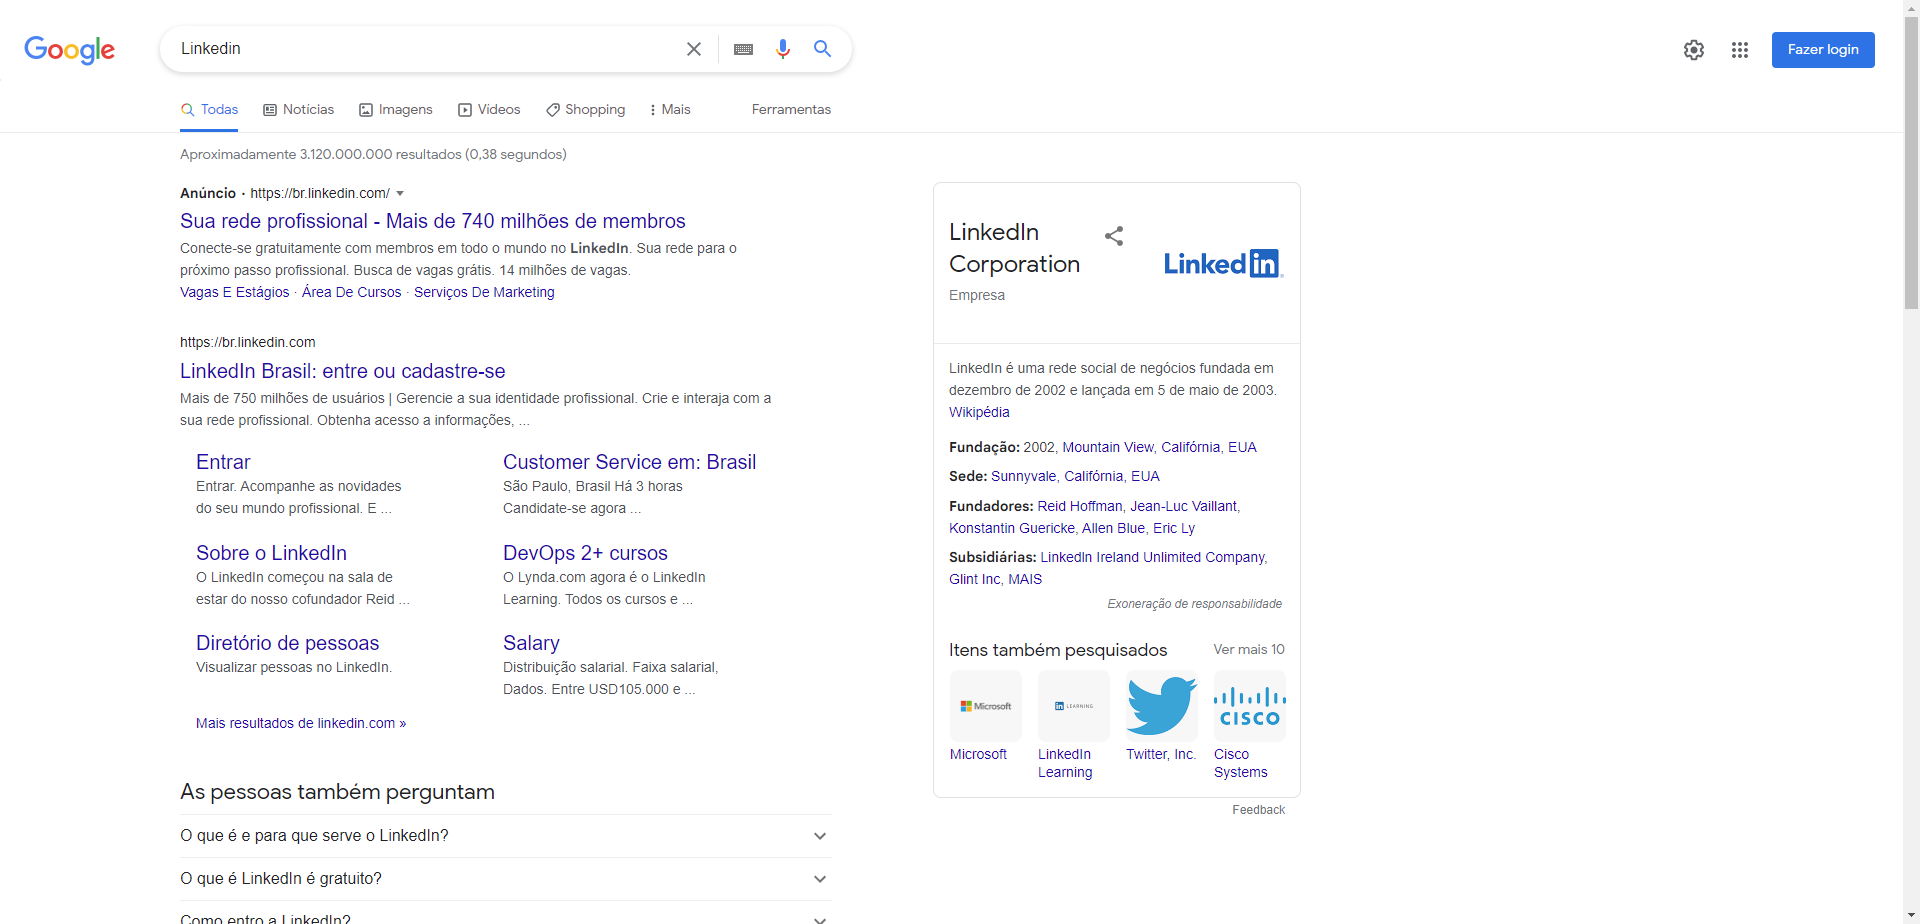 Google
Linkedin
Fazer login
Todas
Notícias
Imagens
Vídeos
Shopping
Mais
Ferramentas
Aproximadamente 3.120.000.000 resultados (0,38 segundos)
Anúncio · https://br.linkedin.com/
Sua rede profissional - Mais de 740 milhões de membros
Conecte-se gratuitamente com membros em todo o mundo no LinkedIn. Sua rede para o
próximo passo profissional. Busca de vagas grátis. 14 milhões de vagas.
Vagas E Estágios · Área De Cursos · Serviços De Marketing
https://br.linkedin.com
LinkedIn Brasil: entre ou cadastre-se
Mais de 750 milhões de usuários | Gerencie a sua identidade profissional. Crie e interaja com a
sua rede profissional. Obtenha acesso a informações, ...
Entrar
Entrar. Acompanhe as novidades
do seu mundo profissional. E ...
Customer Service em: Brasil
São Paulo, Brasil Há 3 horas
Candidate-se agora ...
Sobre o LinkedIn
O LinkedIn começou na sala de
estar do nosso cofundador Reid ...
DevOps 2+ cursos
O Lynda.com agora é o LinkedIn
Learning. Todos os cursos e ...
Diretório de pessoas
Visualizar pessoas no LinkedIn.
Salary
Distribuição salarial. Faixa salarial,
Dados. Entre USD105.000 e ...
Mais resultados de linkedin.com »
As pessoas também perguntam
O que é e para que serve o LinkedIn?
O que é LinkedIn é gratuito?
Como entro a LinkedIn?
LinkedIn
Corporation
Empresa
Linked in
LinkedIn é uma rede social de negócios fundada em
dezembro de 2002 e lançada em 5 de maio de 2003.
Wikipédia
Fundação: 2002, Mountain View, Califórnia, EUA
Sede: Sunnyvale, Califórnia, EUA
Fundadores: Reid Hoffman, Jean-Luc Vaillant,
Konstantin Guericke, Allen Blue, Eric Ly
Subsidiárias: LinkedIn Ireland Unlimited Company,
Glint Inc, MAIS
Exoneração de responsabilidade
Itens também pesquisados
Ver mais 10
Microsoft
in LEARNING
CISCO
Microsoft
LinkedIn
Learning
Twitter, Inc.
Cisco
Systems
Feedback